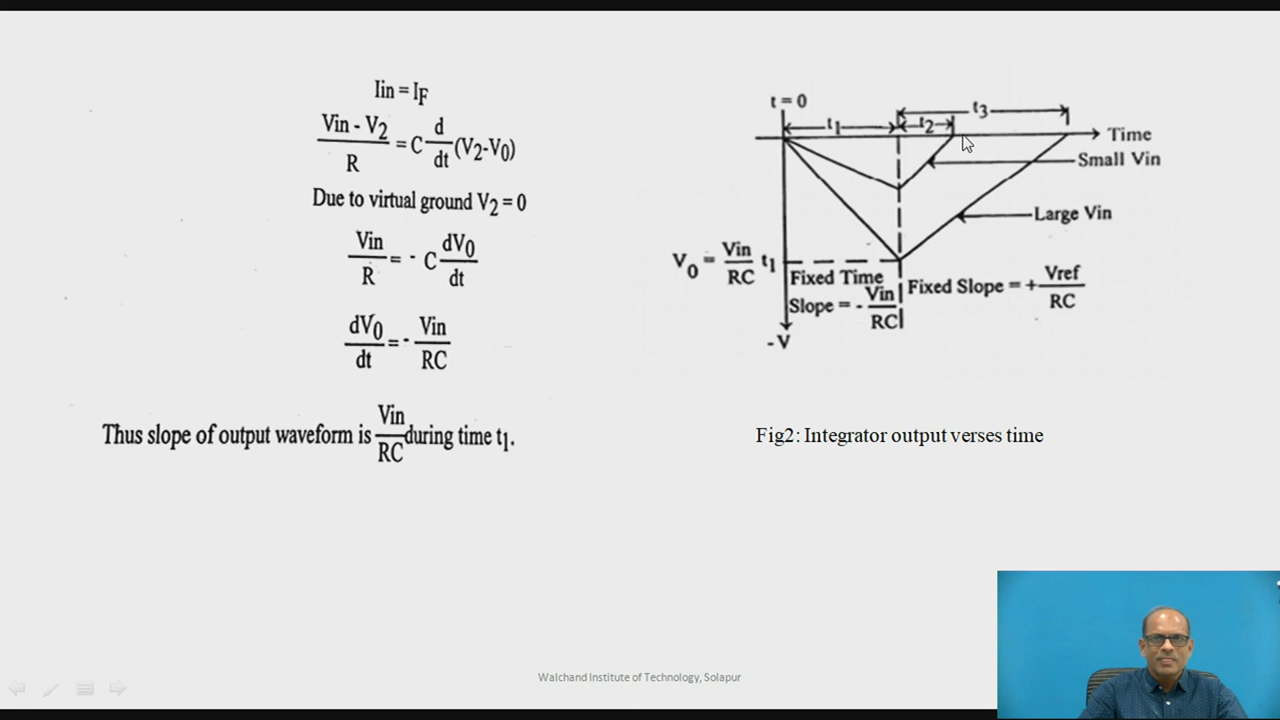 Iin = IF
Vin - V2 / R = C d/dt (V2-V0)
Due to virtual ground V2 = 0
Vin / R = - C dV0 / dt
dV0 / dt = - Vin / RC
Thus slope of output waveform is Vin / RC during time t1.
t = 0
t1
t2
t3
Time
Small Vin
Large Vin
V0 = Vin / RC t1
Fixed Time
Slope = - Vin / RC
Fixed Slope = + Vref / RC
-V
Fig2: Integrator output verses time
Walchand Institute of Technology, Solapur